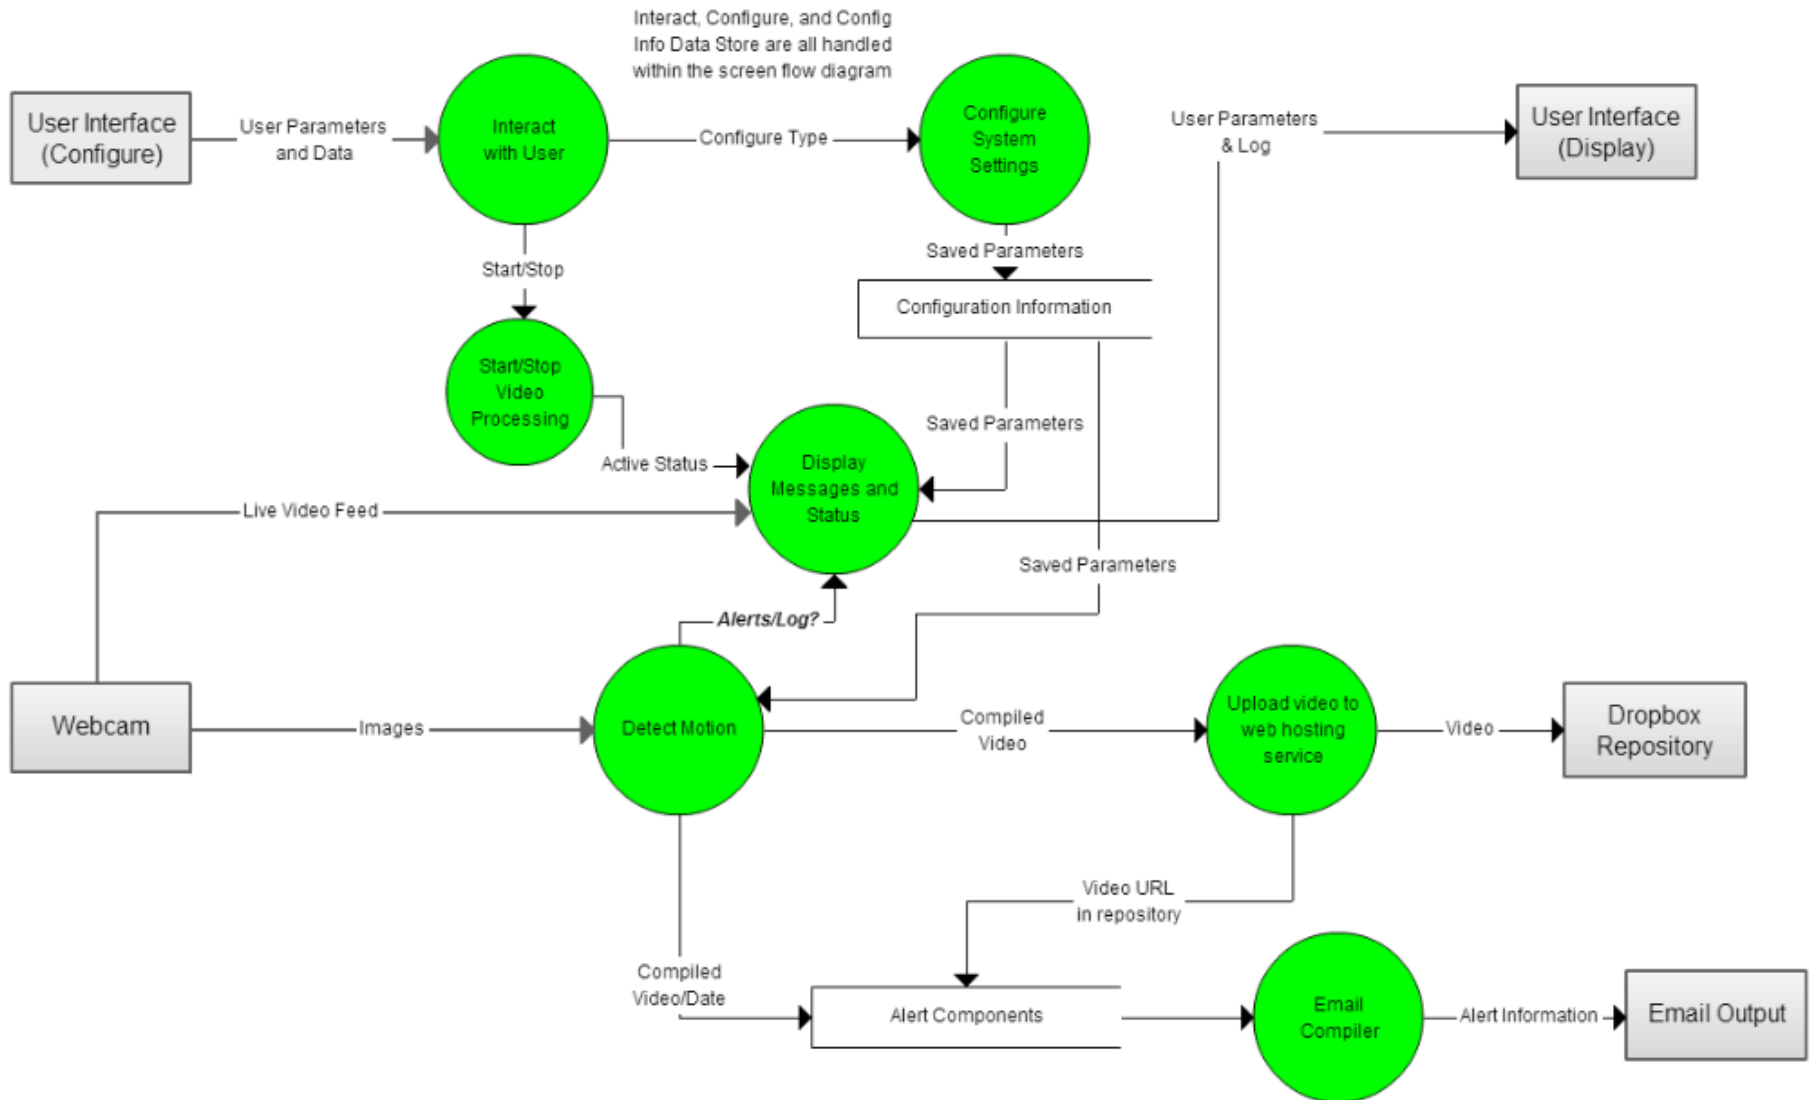 Interact, Configure, and Config
Info Data Store are all handled
within the screen flow diagram
User Interface
(Configure)
User Parameters
and Data
Interact
with User
Configure Type
Configure
System
Settings
User Parameters
& Log
User Interface
(Display)
Start/Stop
Saved Parameters
Configuration Information
Start/Stop
Video
Processing
Active Status
Saved Parameters
Display
Messages and
Status
Live Video Feed
Saved Parameters
Alerts/Log?
Webcam
Images
Detect Motion
Compiled
Video
Upload video to
web hosting
service
Video
Dropbox
Repository
Video URL
in repository
Compiled
Video/Date
Alert Components
Email
Compiler
Alert Information
Email Output